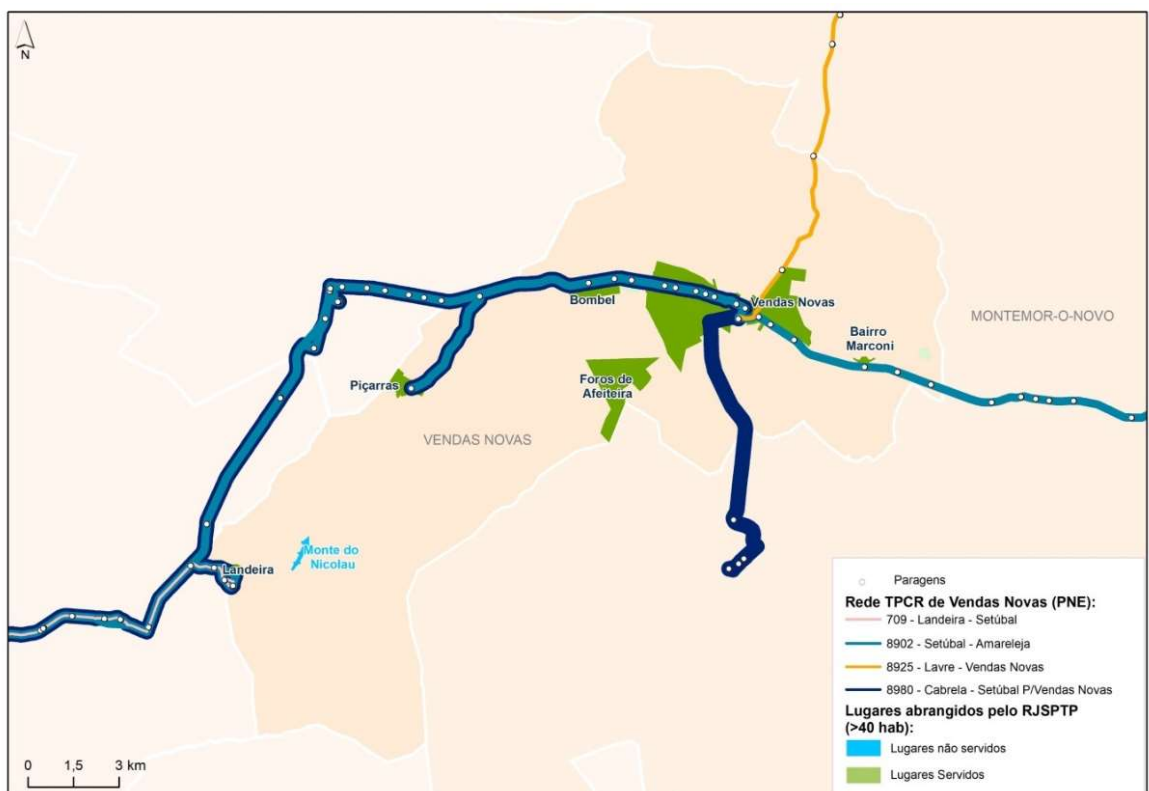 N
Bombel
Vendas Novas
MONTEMOR-O-NOVO
Bairro
Marconi
Piçarras
Foros de
Afeiteira
VENDAS NOVAS
Monte do
Nicolau
Landeira
0 1,5 3 km
Paragens
Rede TPCR de Vendas Novas (PNE):
709 - Landeira - Setúbal
8902 - Setúbal - Amareleja
8925 - Lavre - Vendas Novas
8980 - Cabrela - Setúbal P/Vendas Novas
Lugares abrangidos pelo RJSPTP
(>40 hab):
Lugares não servidos
Lugares Servidos